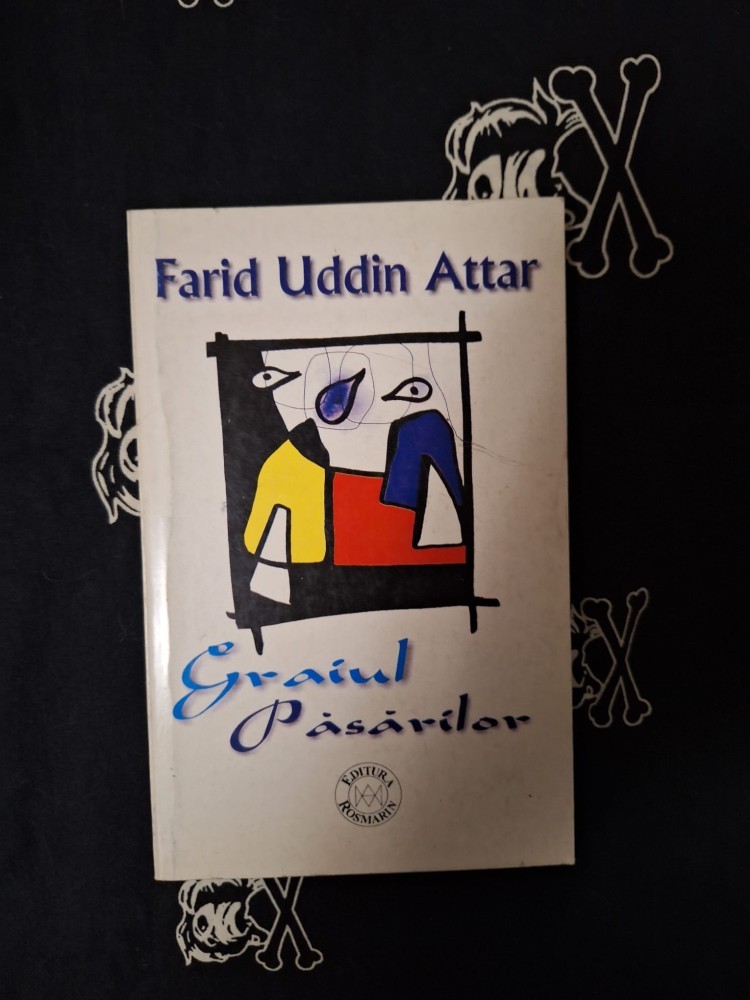 Farid Uddin Attar
Graiul
Păsărilor
EDITURA
ROSMARIN